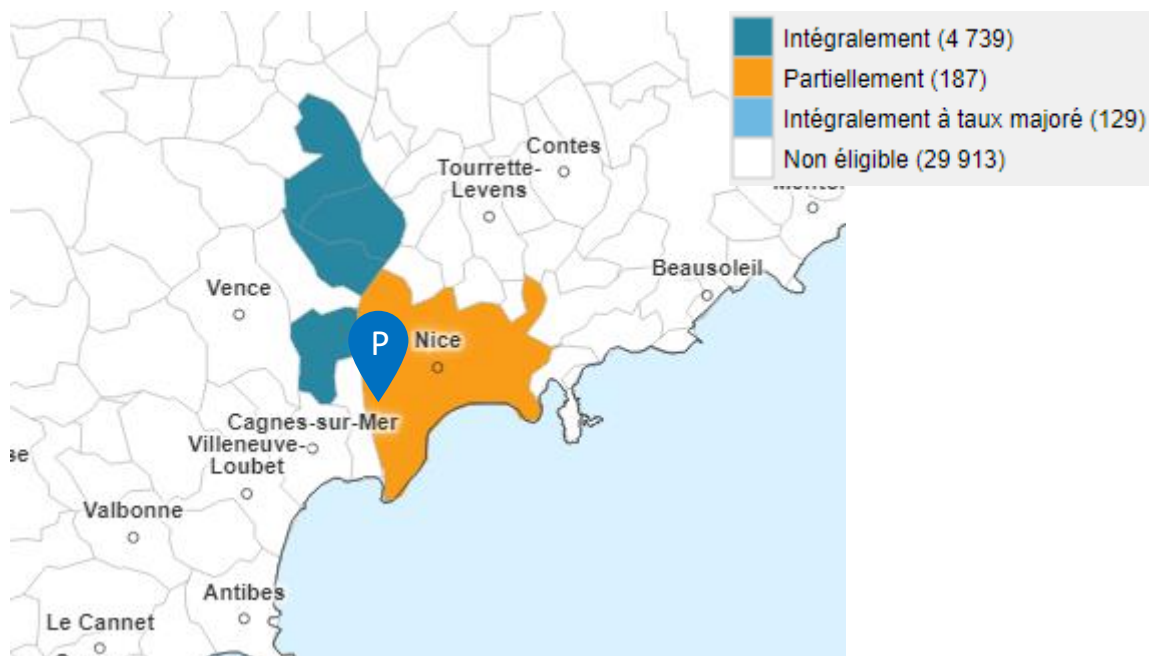 Intégralement (4 739)
Partiellement (187)
Intégralement à taux majoré (129)
Non éligible (29 913)
Contes
Tourrette-
Levens
Beausoleil
Vence
P
Nice
Cagnes-sur-Mer
Villeneuve-
Loubet
se
Valbonne
Antibes
Le Cannet